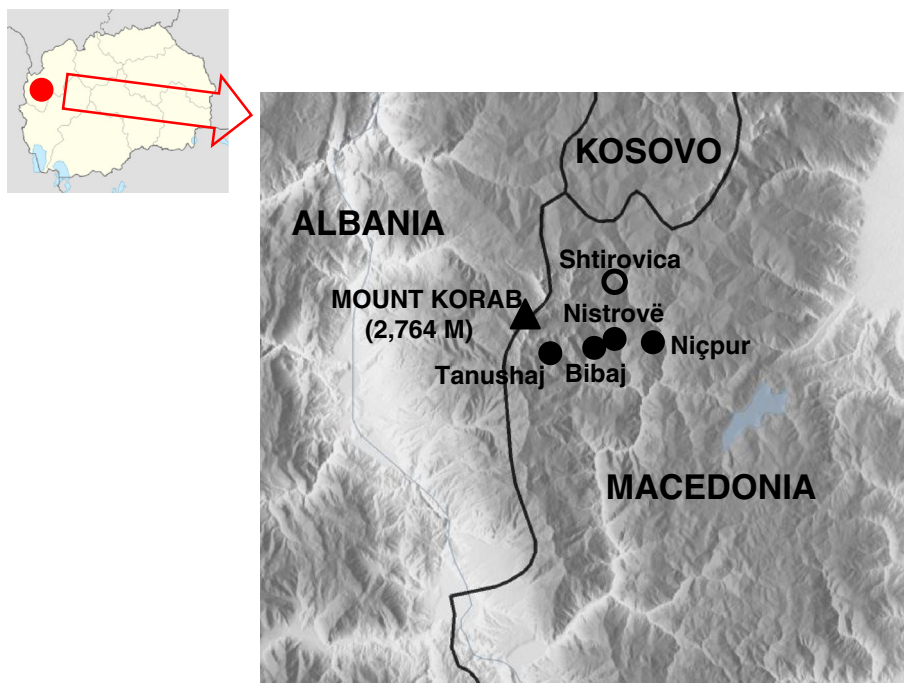 KOSOVO
ALBANIA
Shtirovica
MOUNT KORAB
(2,764 M)
Nistrovë
Niçpur
Tanushaj
Bibaj
MACEDONIA